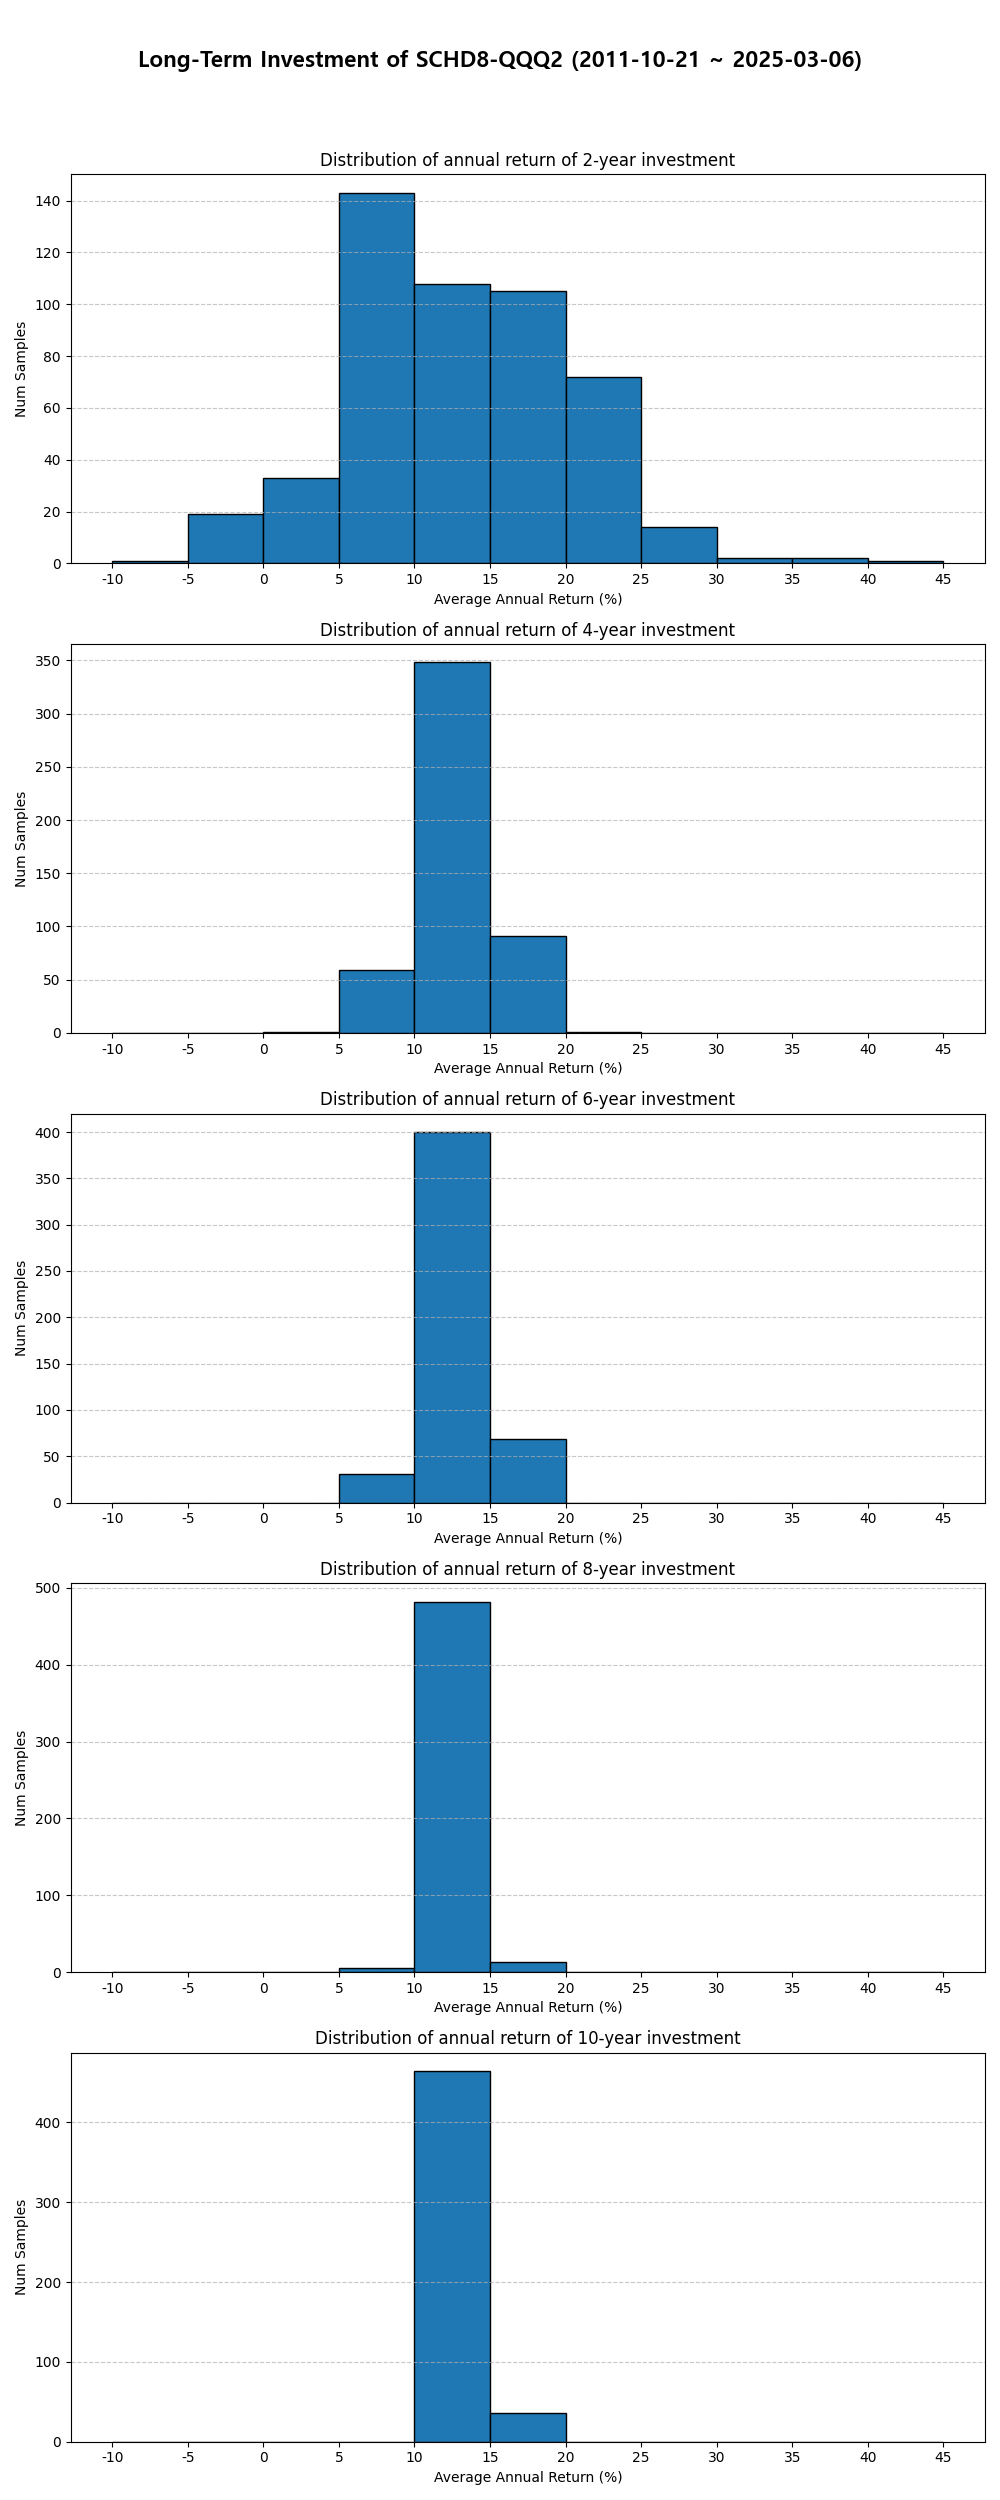 Long-Term Investment of SCHD8-QQQ2 (2011-10-21 ~ 2025-03-06)
Distribution of annual return of 2-year investment
140
120
100
80
60
40
20
0
Num Samples
-10 -5 0 5 10 15 20 25 30 35 40 45
Average Annual Return (%)
Distribution of annual return of 4-year investment
350
300
250
200
150
100
50
0
Num Samples
-10 -5 0 5 10 15 20 25 30 35 40 45
Average Annual Return (%)
Distribution of annual return of 6-year investment
400
350
300
250
200
150
100
50
0
Num Samples
-10 -5 0 5 10 15 20 25 30 35 40 45
Average Annual Return (%)
Distribution of annual return of 8-year investment
500
400
300
200
100
0
Num Samples
-10 -5 0 5 10 15 20 25 30 35 40 45
Average Annual Return (%)
Distribution of annual return of 10-year investment
400
300
200
100
0
Num Samples
-10 -5 0 5 10 15 20 25 30 35 40 45
Average Annual Return (%)